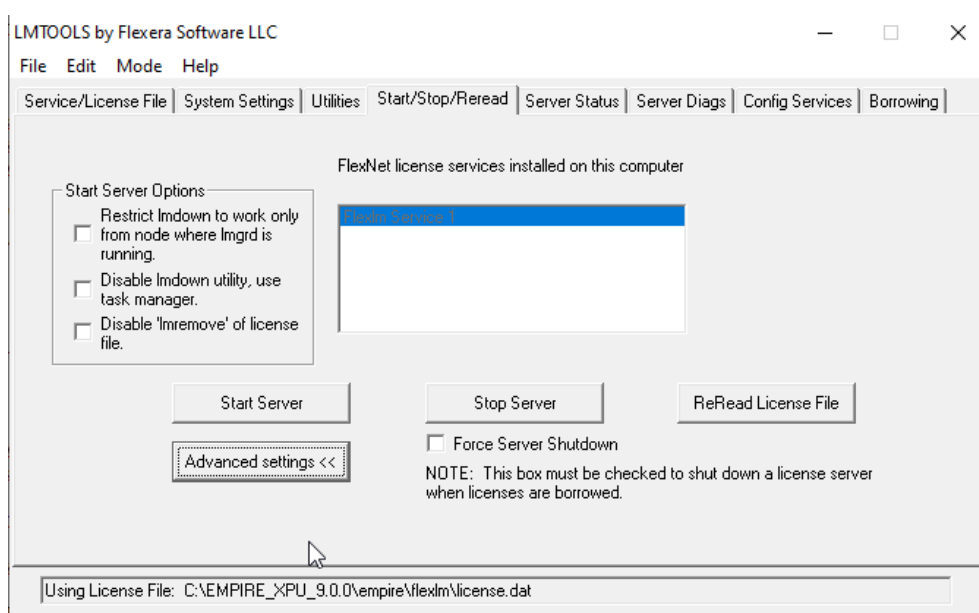 LMTOOLS by Flexera Software LLC
File Edit Mode Help
Service/License File System Settings Utilities Start/Stop/Reread Server Status Server Diags Config Services Borrowing
FlexNet license services installed on this computer
Start Server Options
Restrict lmdown to work only
from node where lmgrd is
running.
Disable lmdown utility, use
task manager.
Disable 'lmremove' of license
file.
Flexlm Service 1
Start Server Stop Server ReRead License File
Advanced settings <<
Force Server Shutdown
NOTE: This box must be checked to shut down a license server
when licenses are borrowed.
Using License File: C:\EMPIRE_XPU_9.0.0\empire\flexlm\license.dat